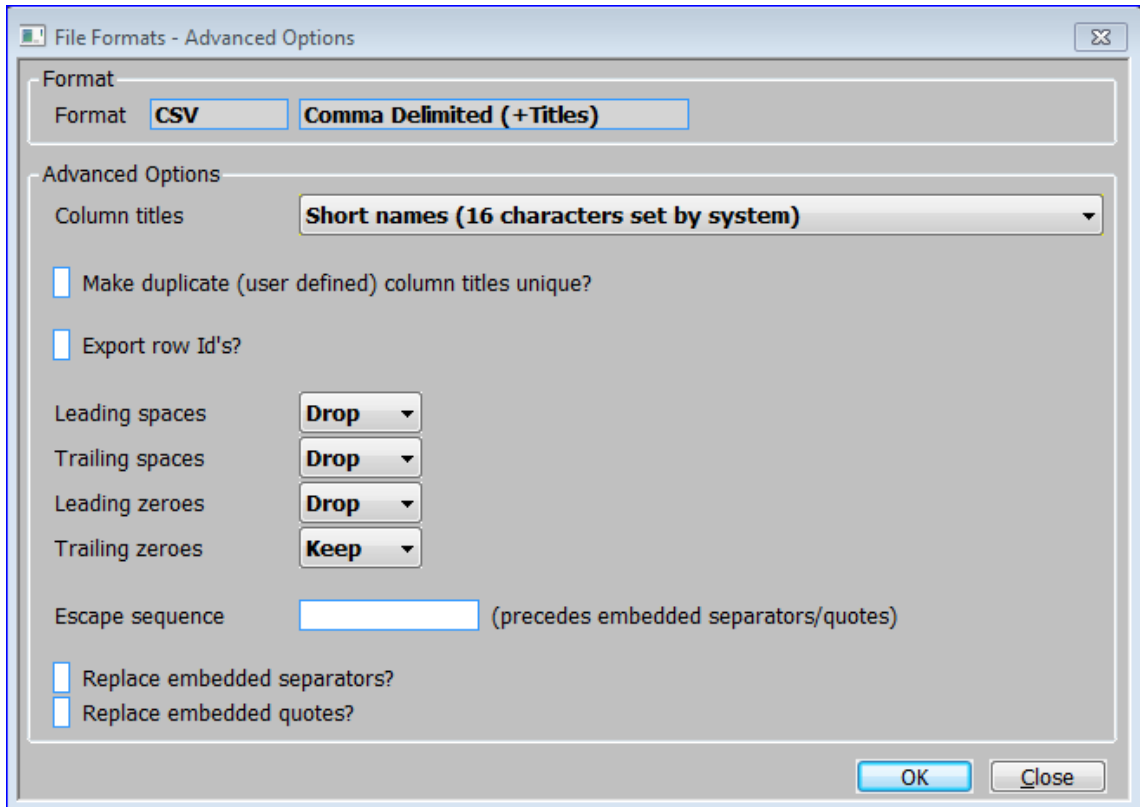 File Formats - Advanced Options
Format
Format CSV Comma Delimited (+Titles)
Advanced Options
Column titles Short names (16 characters set by system)
Make duplicate (user defined) column titles unique?
Export row Id's?
Leading spaces Drop
Trailing spaces Drop
Leading zeroes Drop
Trailing zeroes Keep
Escape sequence (precedes embedded separators/quotes)
Replace embedded separators?
Replace embedded quotes?
OK Close